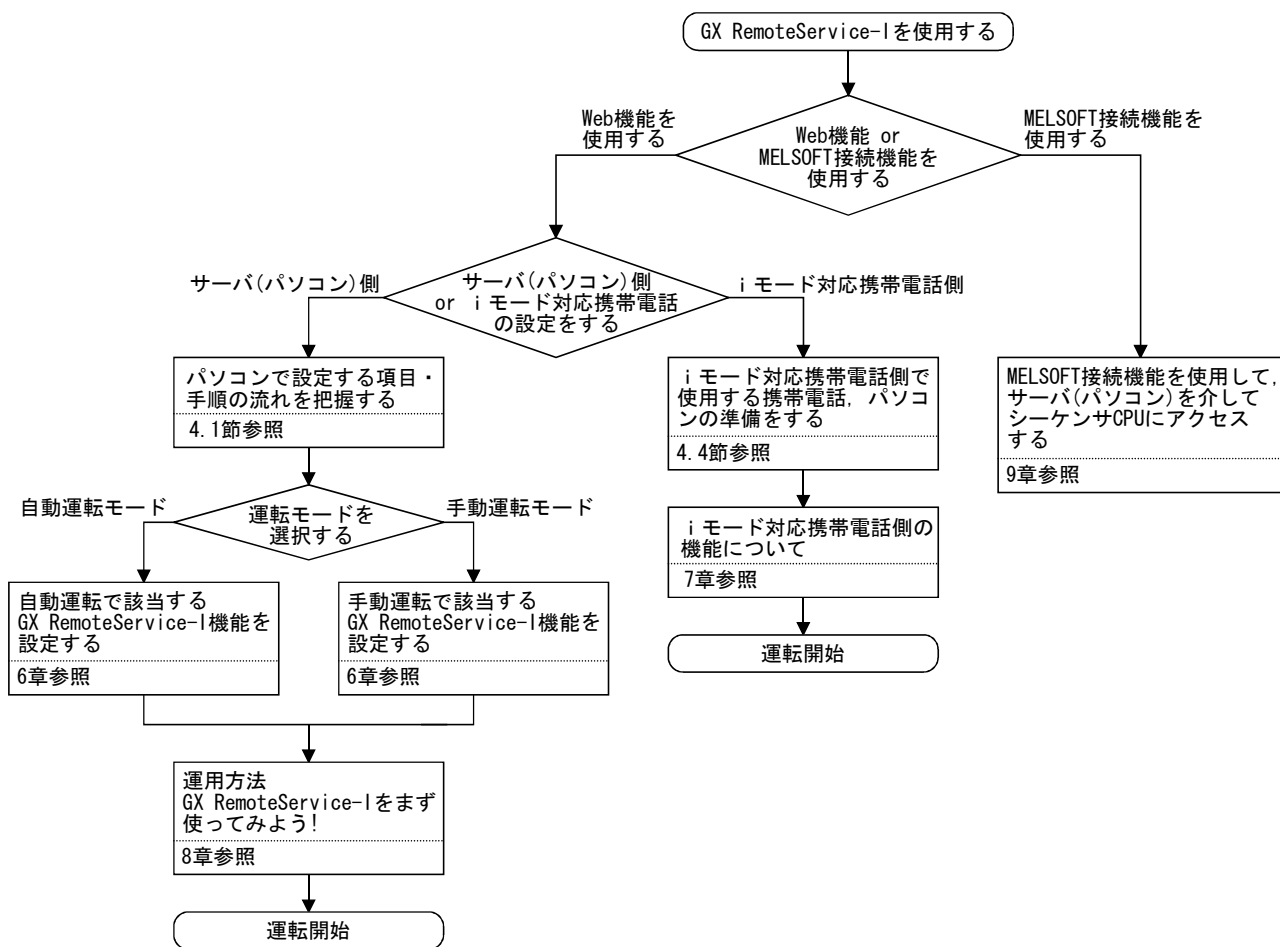 GX RemoteService-Iを使用する
Web機能を
使用する
Web機能 or
MELSOFT接続機能を
使用する
MELSOFT接続機能を
使用する
サーバ(パソコン)側
サーバ(パソコン)側
or iモード対応携帯電話
の設定をする
iモード対応携帯電話側
パソコンで設定する項目・
手順の流れを把握する
4.1節参照
iモード対応携帯電話側で
使用する携帯電話, パソコ
ンの準備をする
4.4節参照
MELSOFT接続機能を使用して,
サーバ(パソコン)を介して
シーケンサCPUにアクセス
する
9章参照
自動運転モード
運転モードを
選択する
手動運転モード
iモード対応携帯電話側の
機能について
7章参照
自動運転で該当する
GX RemoteService-I機能を
設定する
6章参照
手動運転で該当する
GX RemoteService-I機能を
設定する
6章参照
運転開始
運用方法
GX RemoteService-Iをまず
使ってみよう!
8章参照
運転開始